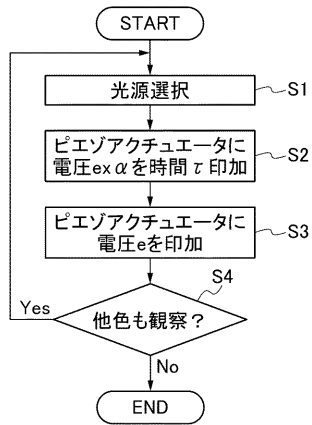 START
光源選択
S1
ピエゾアクチュエータに
電圧exαを時間τ印加
S2
ピエゾアクチュエータに
電圧eを印加
S3
S4
他色も観察？
Yes
No
END